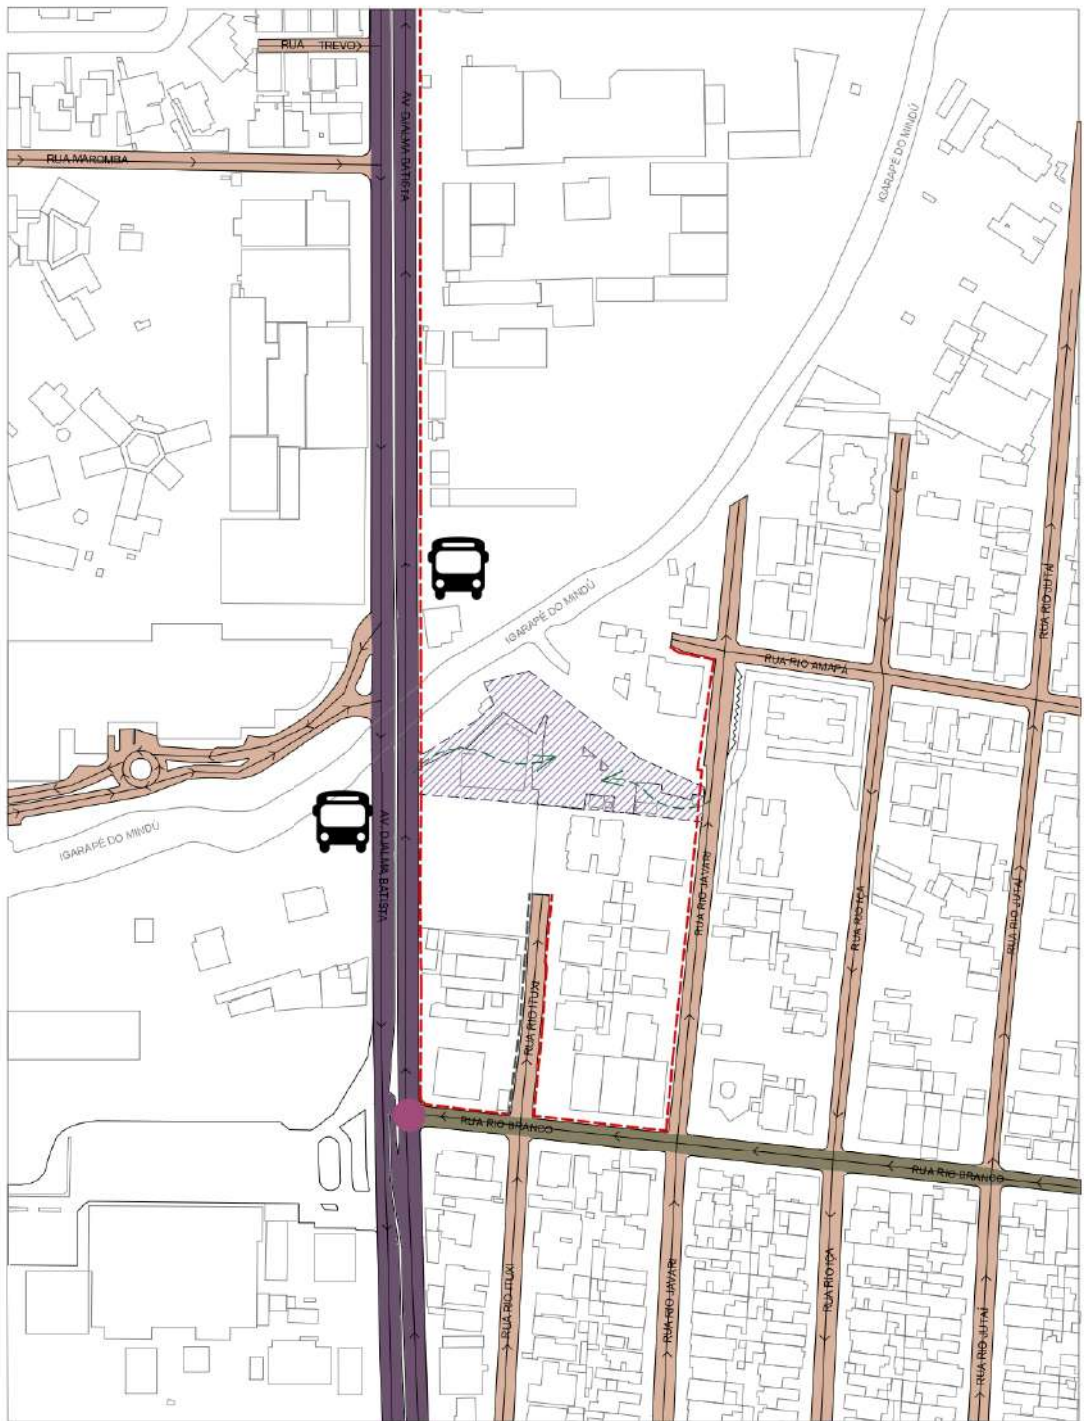 RUA TREVO
RUA MAROMBA
AV. DJALMA BATISTA
IGARAPÉ DO MINDÚ
IGARAPÉ DO MINDÚ
RUA RIO JUTAÍ
RUA RIO AMAPÁ
IGARAPÉ DO MINDÚ
AV. DJALMA BATISTA
RUA RIO JAVARI
RUA RIO IÇA
RUA RIO JUTAÍ
RUA RIO ITUXI
RUA RIO BRANCO
RUA RIO BRANCO
RUA RIO ITUXI
RUA RIO JAVARI
RUA RIO IÇA
RUA RIO JUTAÍ